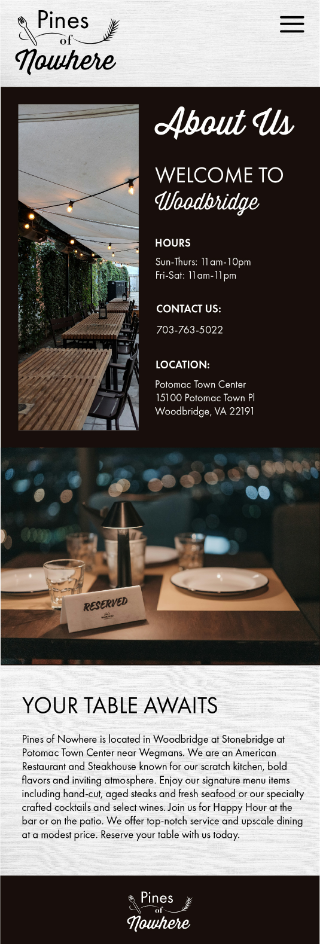 Pines
of
Nowhere
About Us
WELCOME TO
Woodbridge
HOURS
Sun-Thurs: 11am-10pm
Fri-Sat: 11am-11pm
CONTACT US:
703-763-5022
LOCATION:
Potomac Town Center
15100 Potomac Town Pl
Woodbridge, VA 22191
RESERVED
YOUR TABLE AWAITS
Pines of Nowhere is located in Woodbridge at Stonebridge at
Potomac Town Center near Wegmans. We are an American
Restaurant and Steakhouse known for our scratch kitchen, bold
flavors and inviting atmosphere. Enjoy our signature menu items
including hand-cut, aged steaks and fresh seafood or our specialty
crafted cocktails and select wines. Join us for Happy Hour at the
bar or on the patio. We offer top-notch service and upscale dining
at a modest price. Reserve your table with us today.
Pines
of
Nowhere